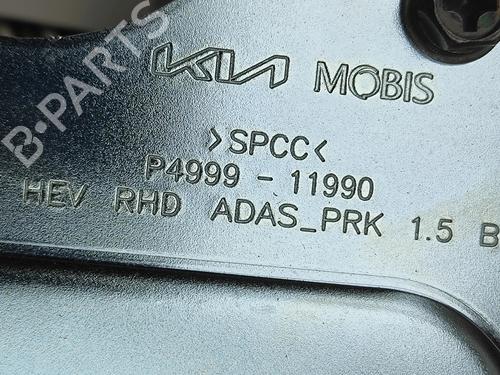 KIA MOBIS
>SPCC<
P4999 - 11990
HEV RHD ADAS_PRK 1.5 B
B-PARTS